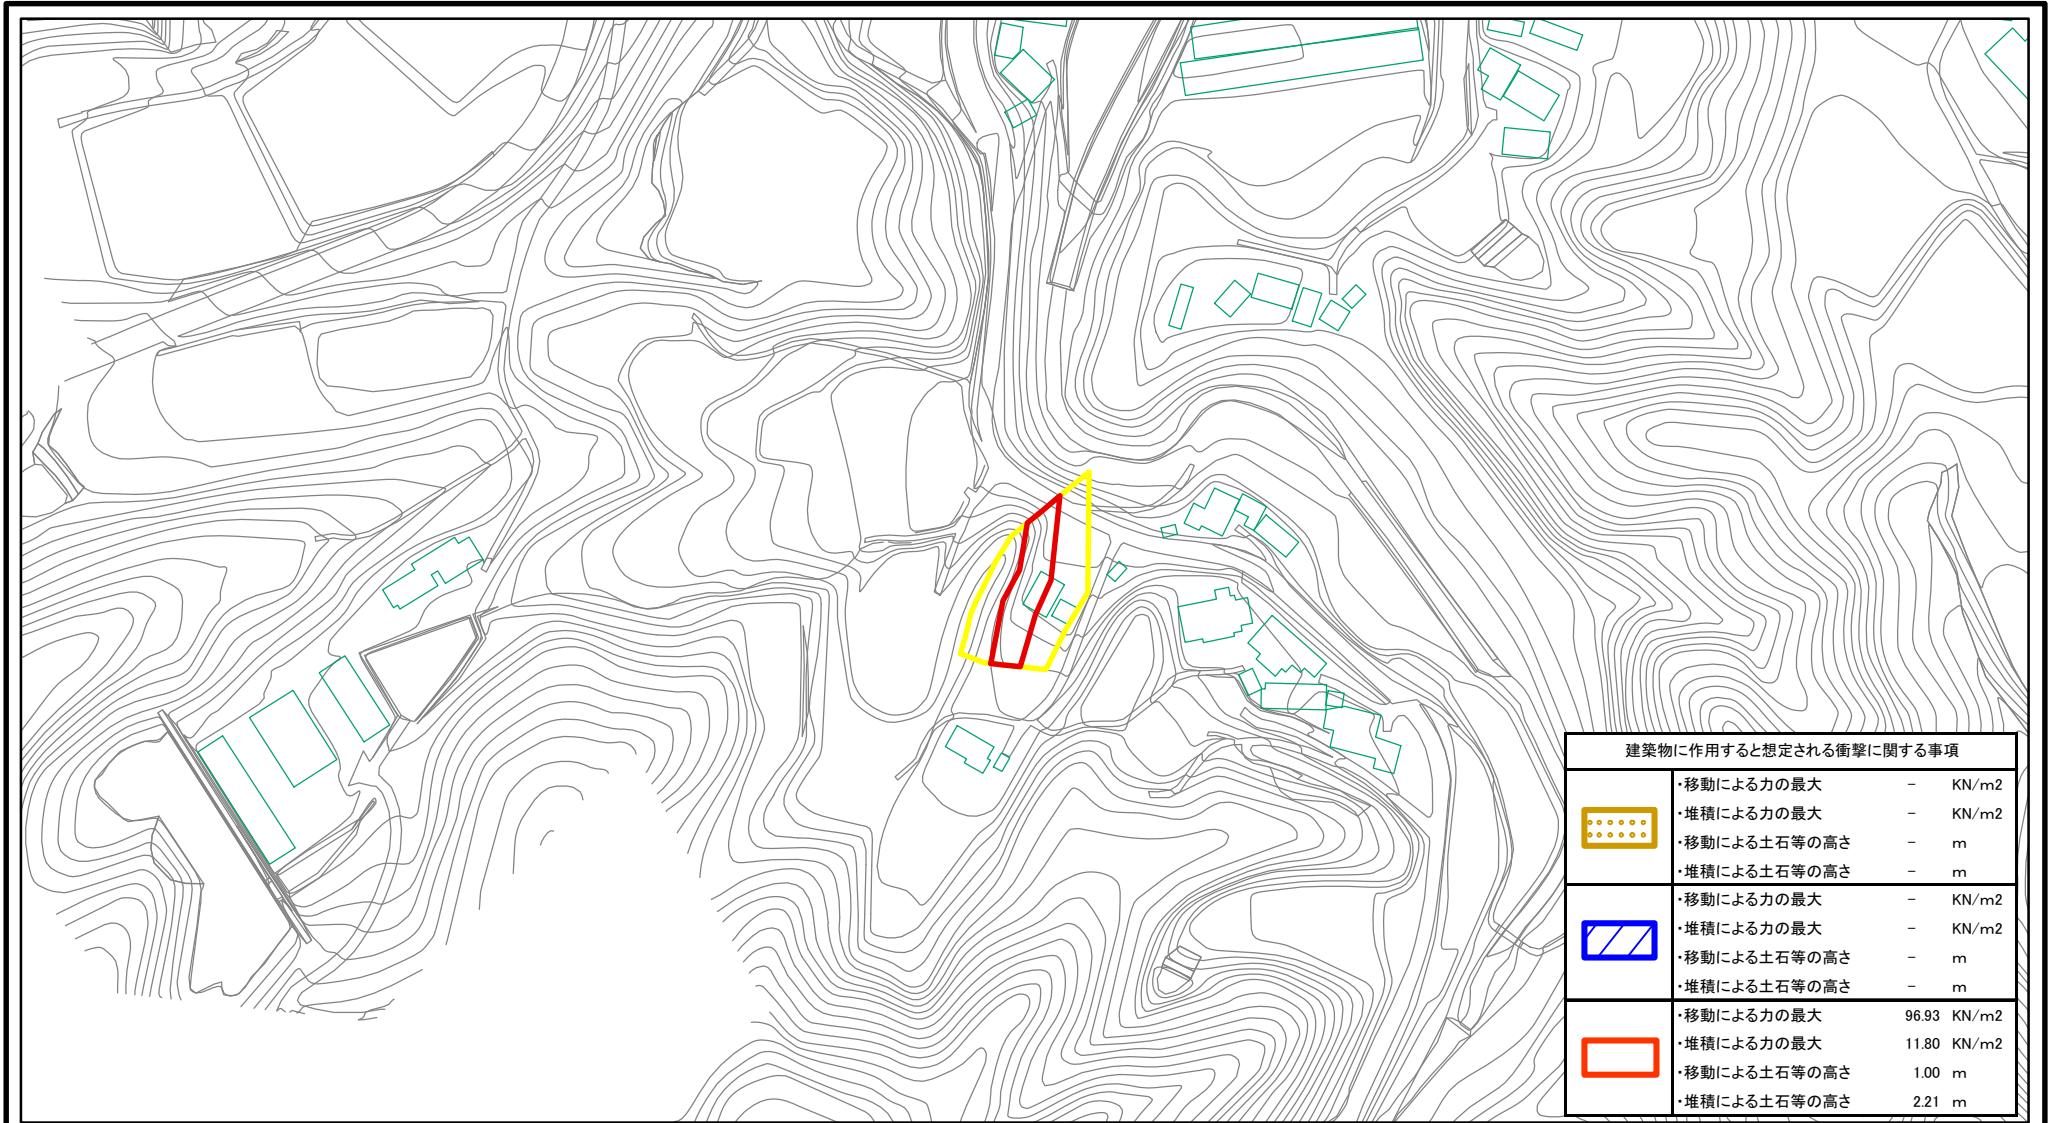 建築物に作用すると想定される衝撃に関する事項
・移動による力の最大 - KN/m2
・堆積による力の最大 - KN/m2
・移動による土石等の高さ - m
・堆積による土石等の高さ - m
・移動による力の最大 - KN/m2
・堆積による力の最大 - KN/m2
・移動による土石等の高さ - m
・堆積による土石等の高さ - m
・移動による力の最大 96.93 KN/m2
・堆積による力の最大 11.80 KN/m2
・移動による土石等の高さ 1.00 m
・堆積による土石等の高さ 2.21 m